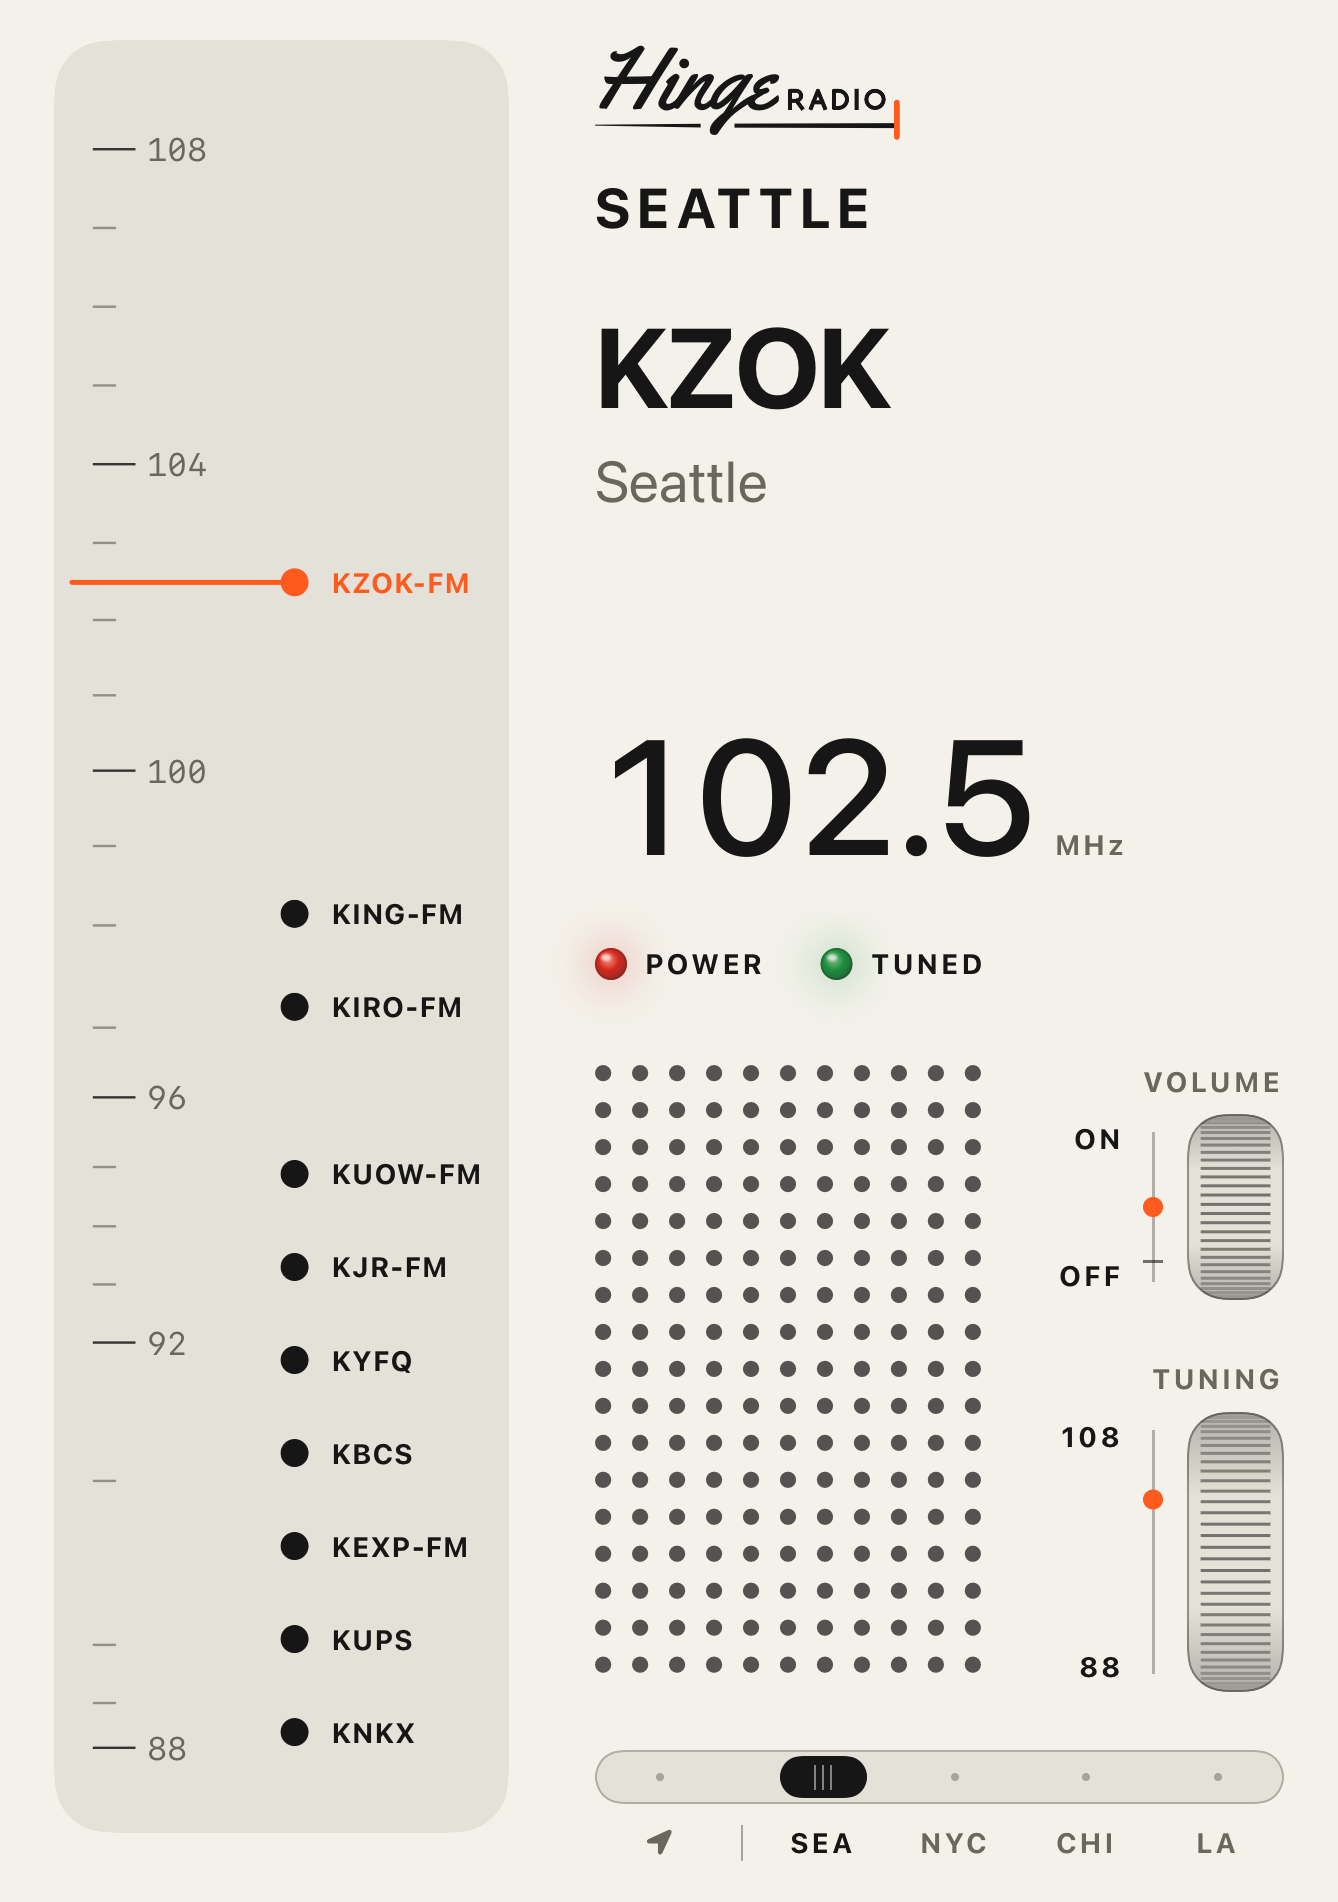 108
104
KZOK-FM
100
KING-FM
KIRO-FM
96
KUOW-FM
KJR-FM
92
KYFQ
KBCS
KEXP-FM
KUPS
KNKX
88
Hinge RADIO
SEATTLE
KZOK
Seattle
102.5 MHz
POWER TUNED
VOLUME
ON
OFF
TUNING
108
88
SEA NYC CHI LA